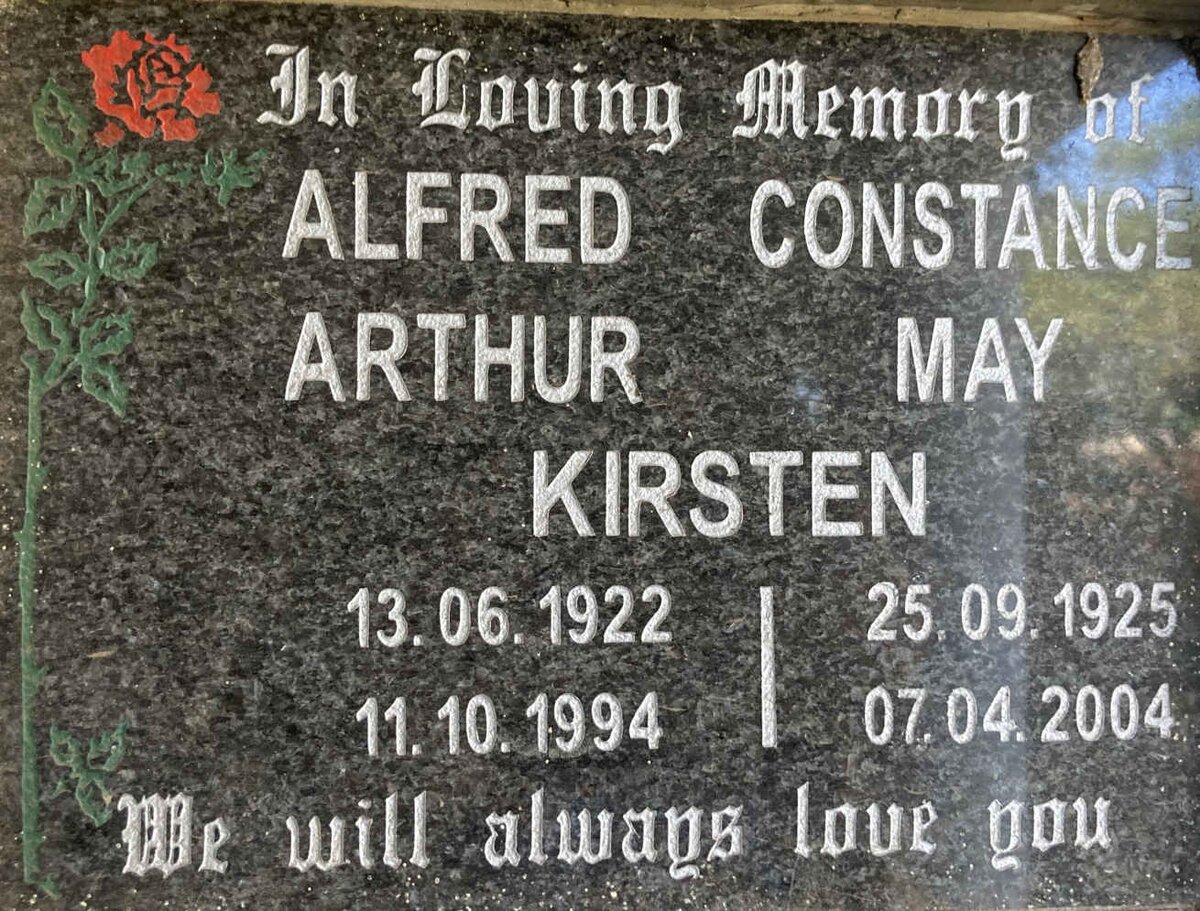 In Loving Memory of
ALFRED CONSTANCE
ARTHUR MAY
KIRSTEN
13.06.1922 | 25.09.1925
11.10.1994 | 07.04.2004
We will always love you